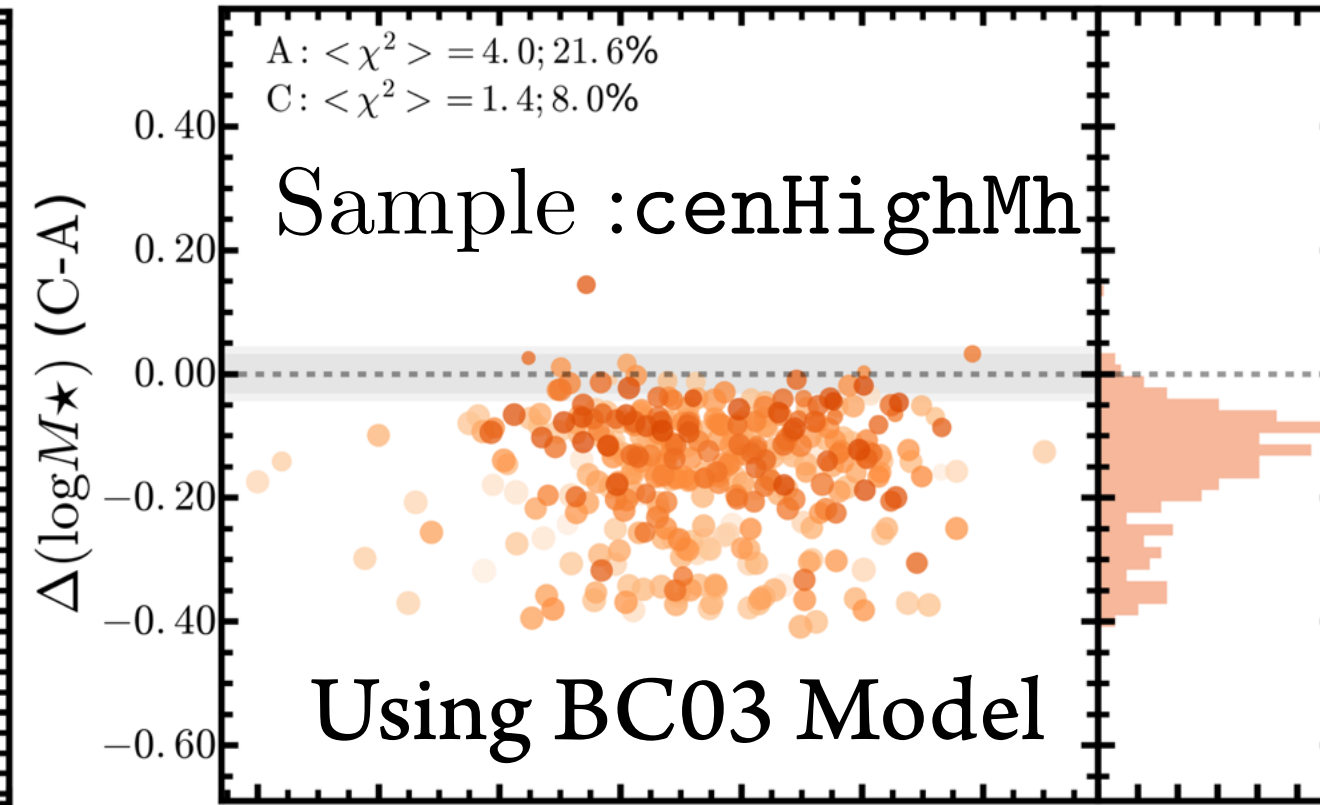 A: < χ² > = 4.0; 21.6%
C: < χ² > = 1.4; 8.0%
Sample :cenHighMh
0.40
0.20
0.00
−0.20
−0.40
−0.60
Δ(logM★) (C-A)
Using BC03 Model